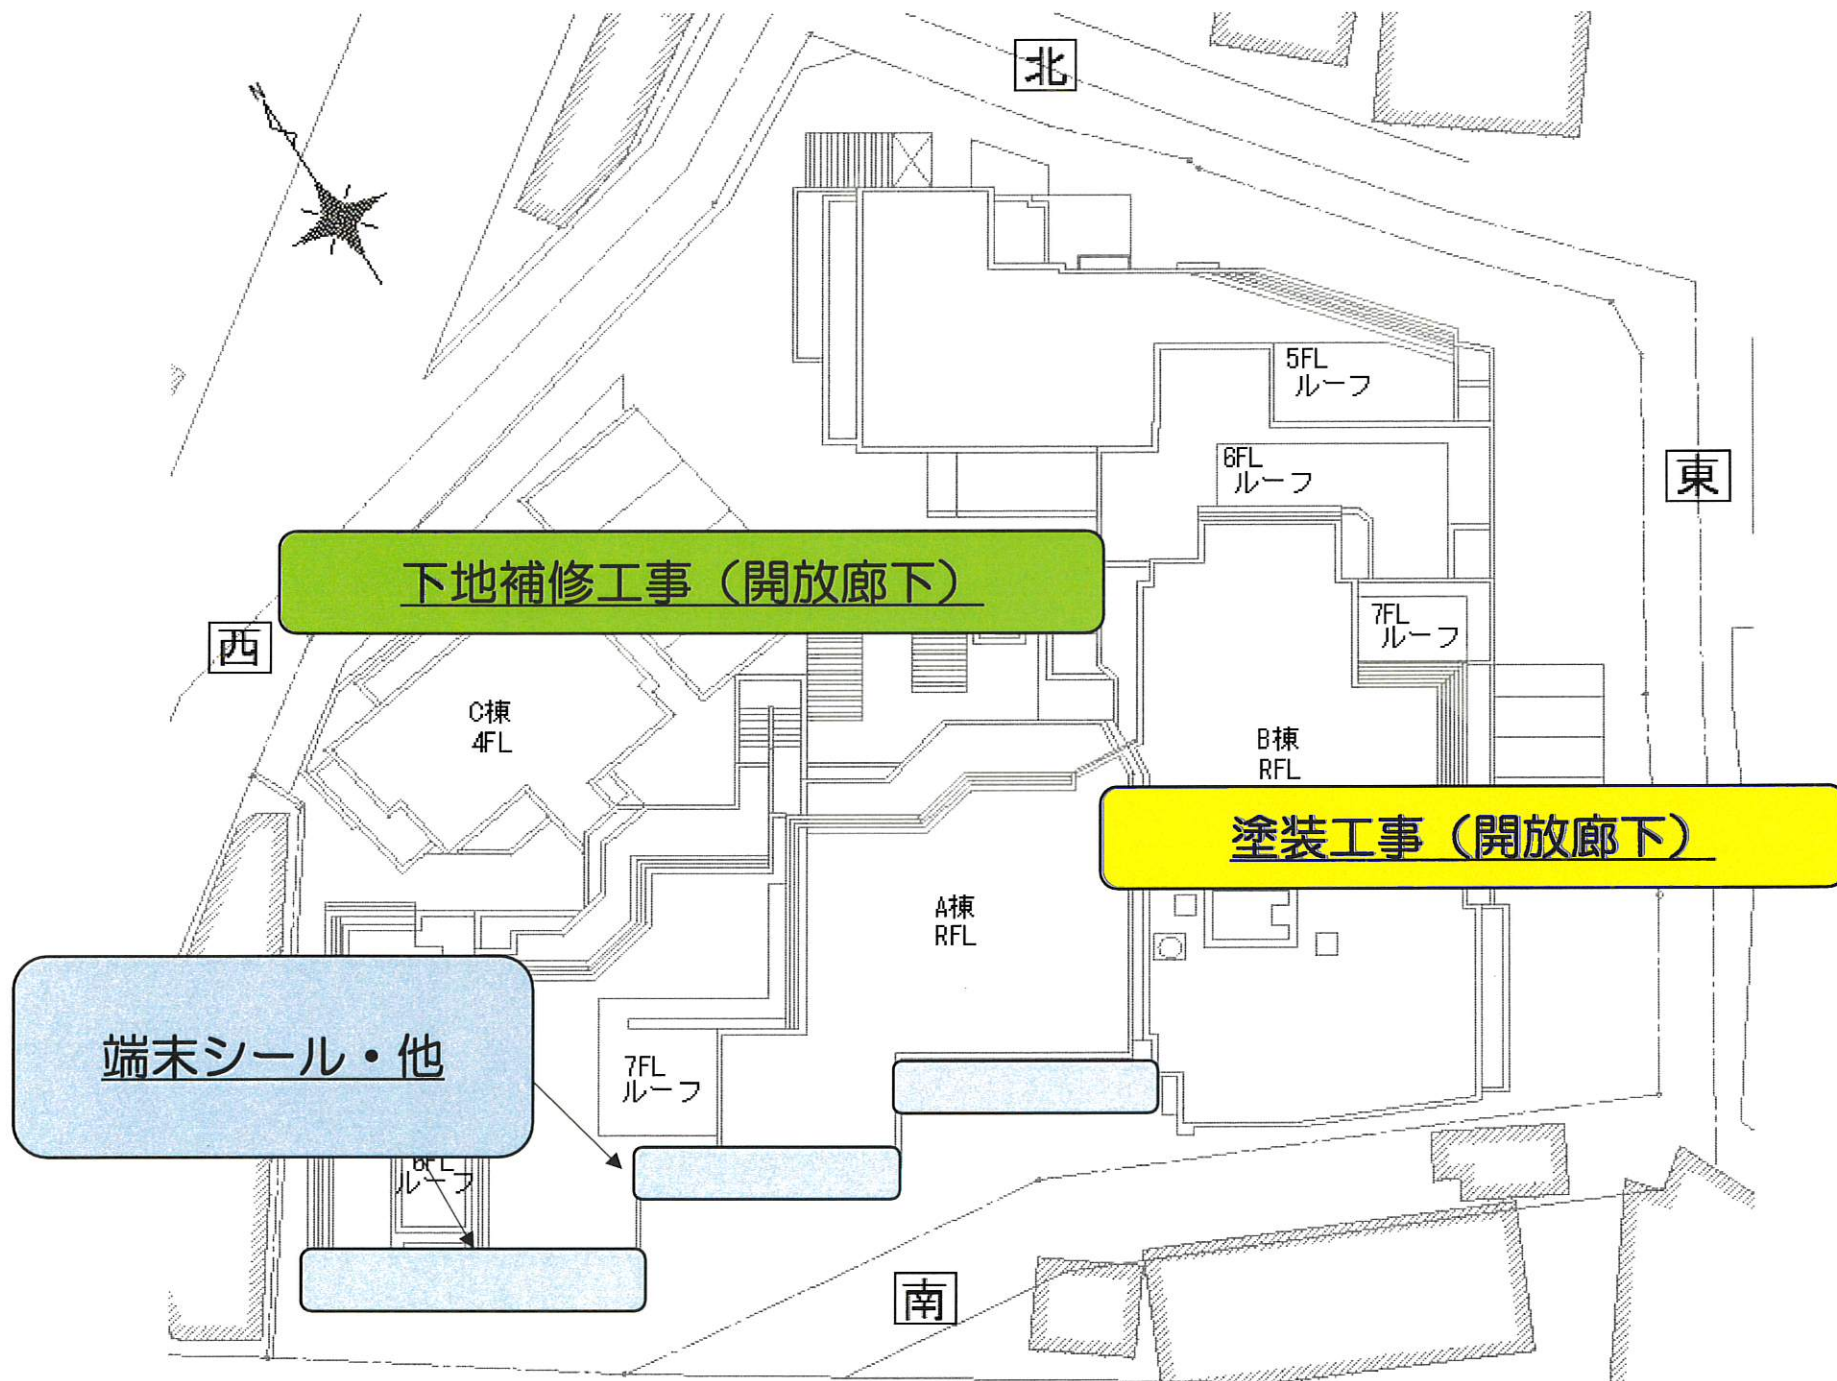 北
N
5FL
ルーフ
6FL
ルーフ
東
下地補修工事（開放廊下）
7FL
ルーフ
西
C棟
4FL
B棟
RFL
塗装工事（開放廊下）
A棟
RFL
端末シール・他
7FL
ルーフ
6FL
ルーフ
南